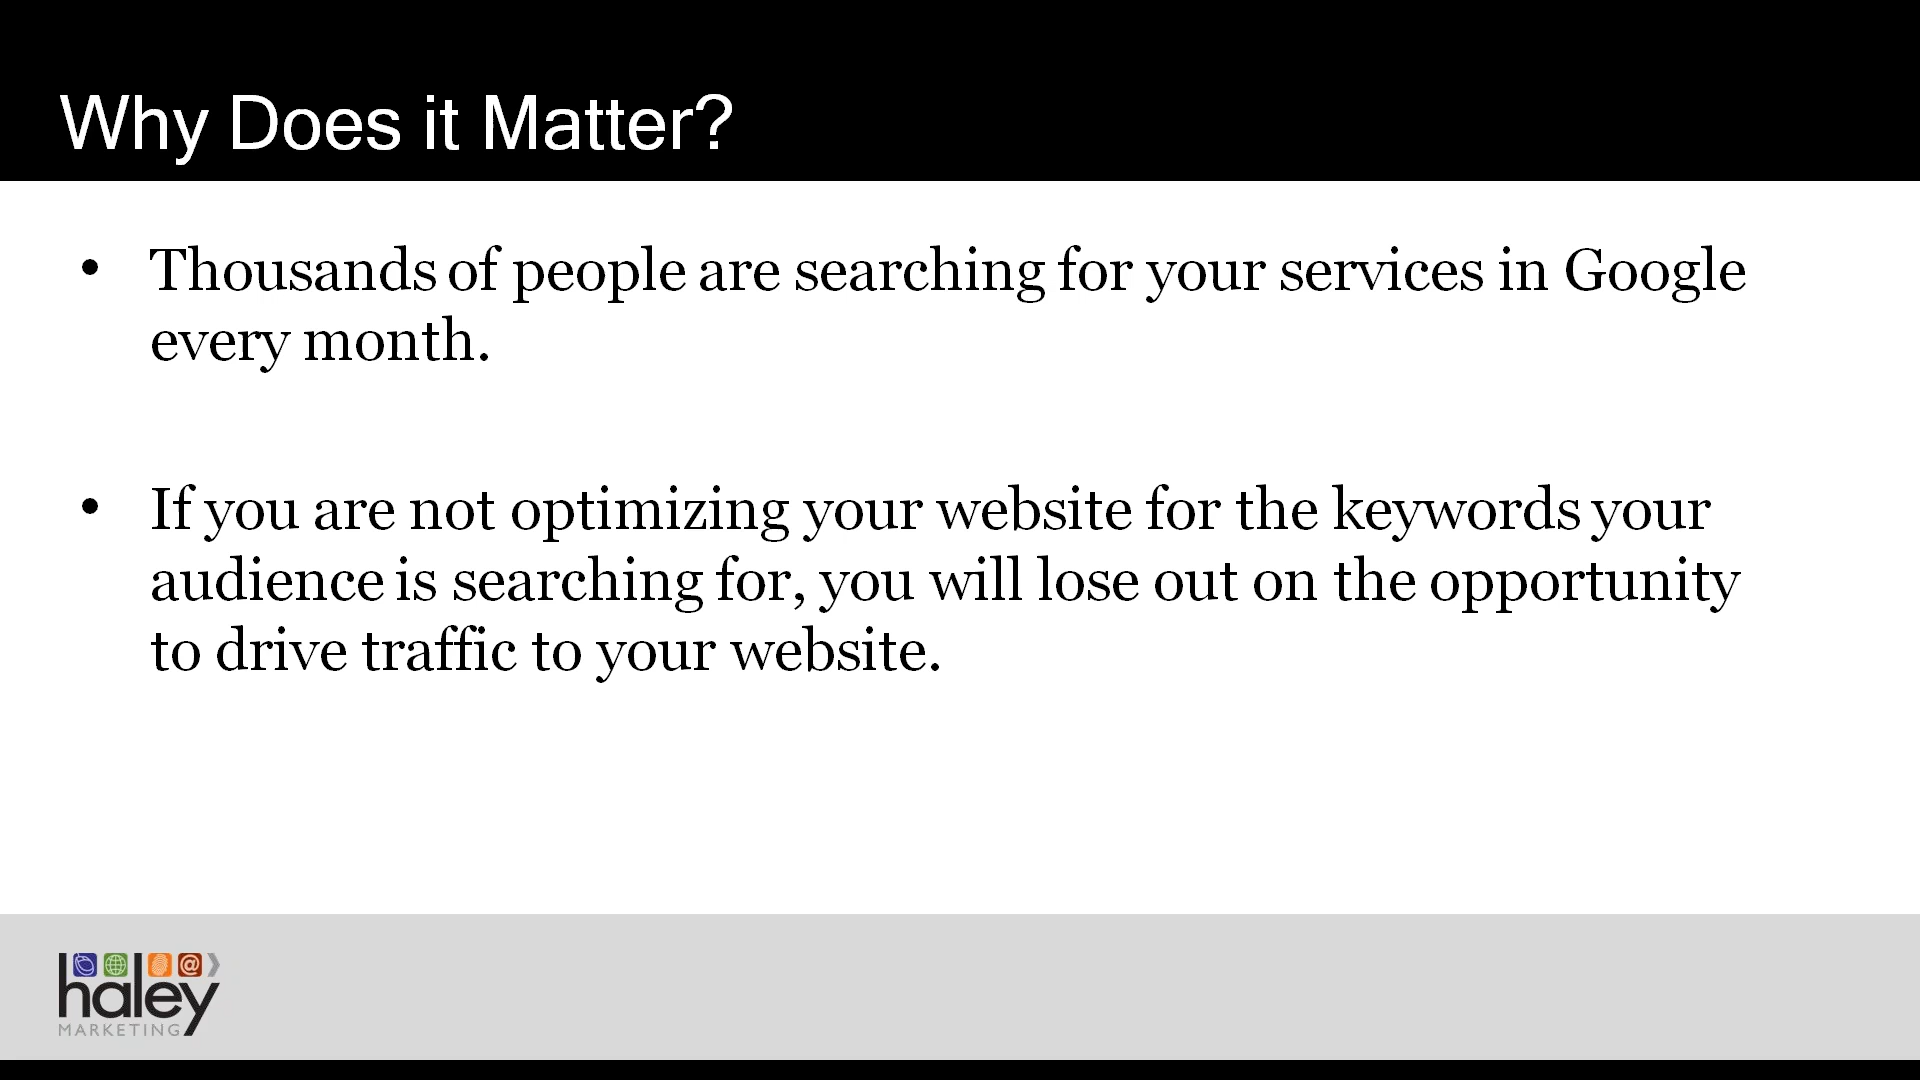 Why Does it Matter?
• Thousands of people are searching for your services in Google
every month.
• If you are not optimizing your website for the keywords your
audience is searching for, you will lose out on the opportunity
to drive traffic to your website.
@
haley
MARKETING